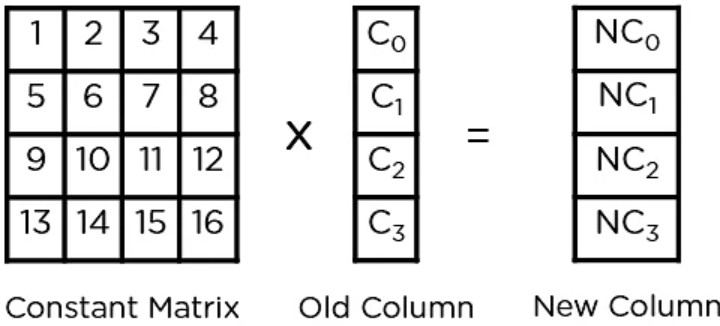 1 2 3 4 C₀ NC₀
5 6 7 8 C₁ NC₁
X =
9 10 11 12 C₂ NC₂
13 14 15 16 C₃ NC₃
Constant Matrix Old Column New Column